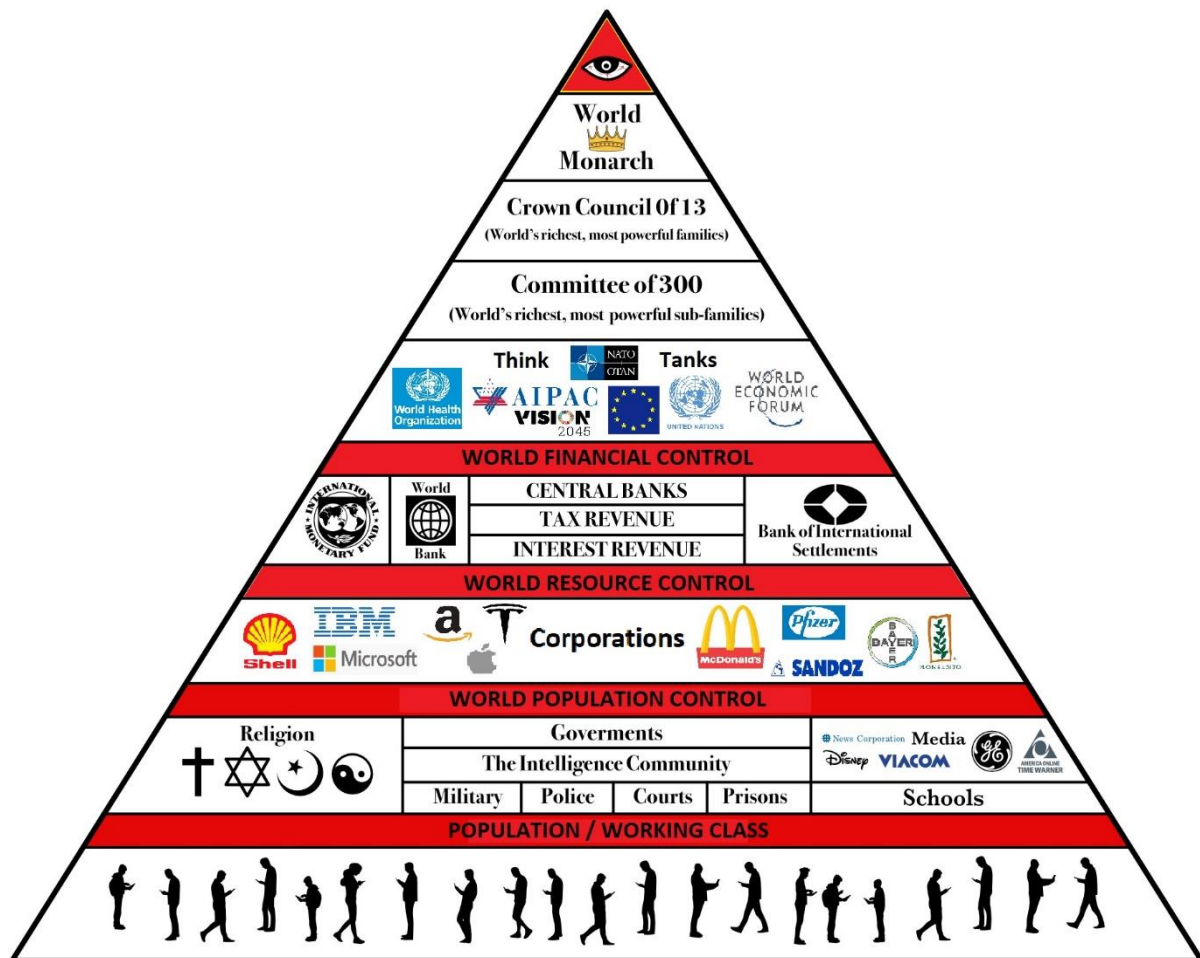 World
Monarch
Crown Council Of 13
(World's richest, most powerful families)
Committee of 300
(World's richest, most powerful sub-families)
Think
NATO
OTAN
Tanks
World Health
Organization
AIPAC
VISION
2045
UNITED NATIONS
WORLD
ECONOMIC
FORUM
WORLD FINANCIAL CONTROL
INTERNATIONAL
MONETARY FUND
World
Bank
CENTRAL BANKS
TAX REVENUE
INTEREST REVENUE
Bank of International
Settlements
WORLD RESOURCE CONTROL
Shell
IBM
Microsoft
a
T
Corporations
McDonald's
Pfizer
SANDOZ
BAYER
BAYER
MONSANTO
WORLD POPULATION CONTROL
Religion
Goverments
The Intelligence Community
Military
Police
Courts
Prisons
News Corporation
Media
Disney
VIACOM
GE
AMERICA ONLINE
TIME WARNER
Schools
POPULATION / WORKING CLASS